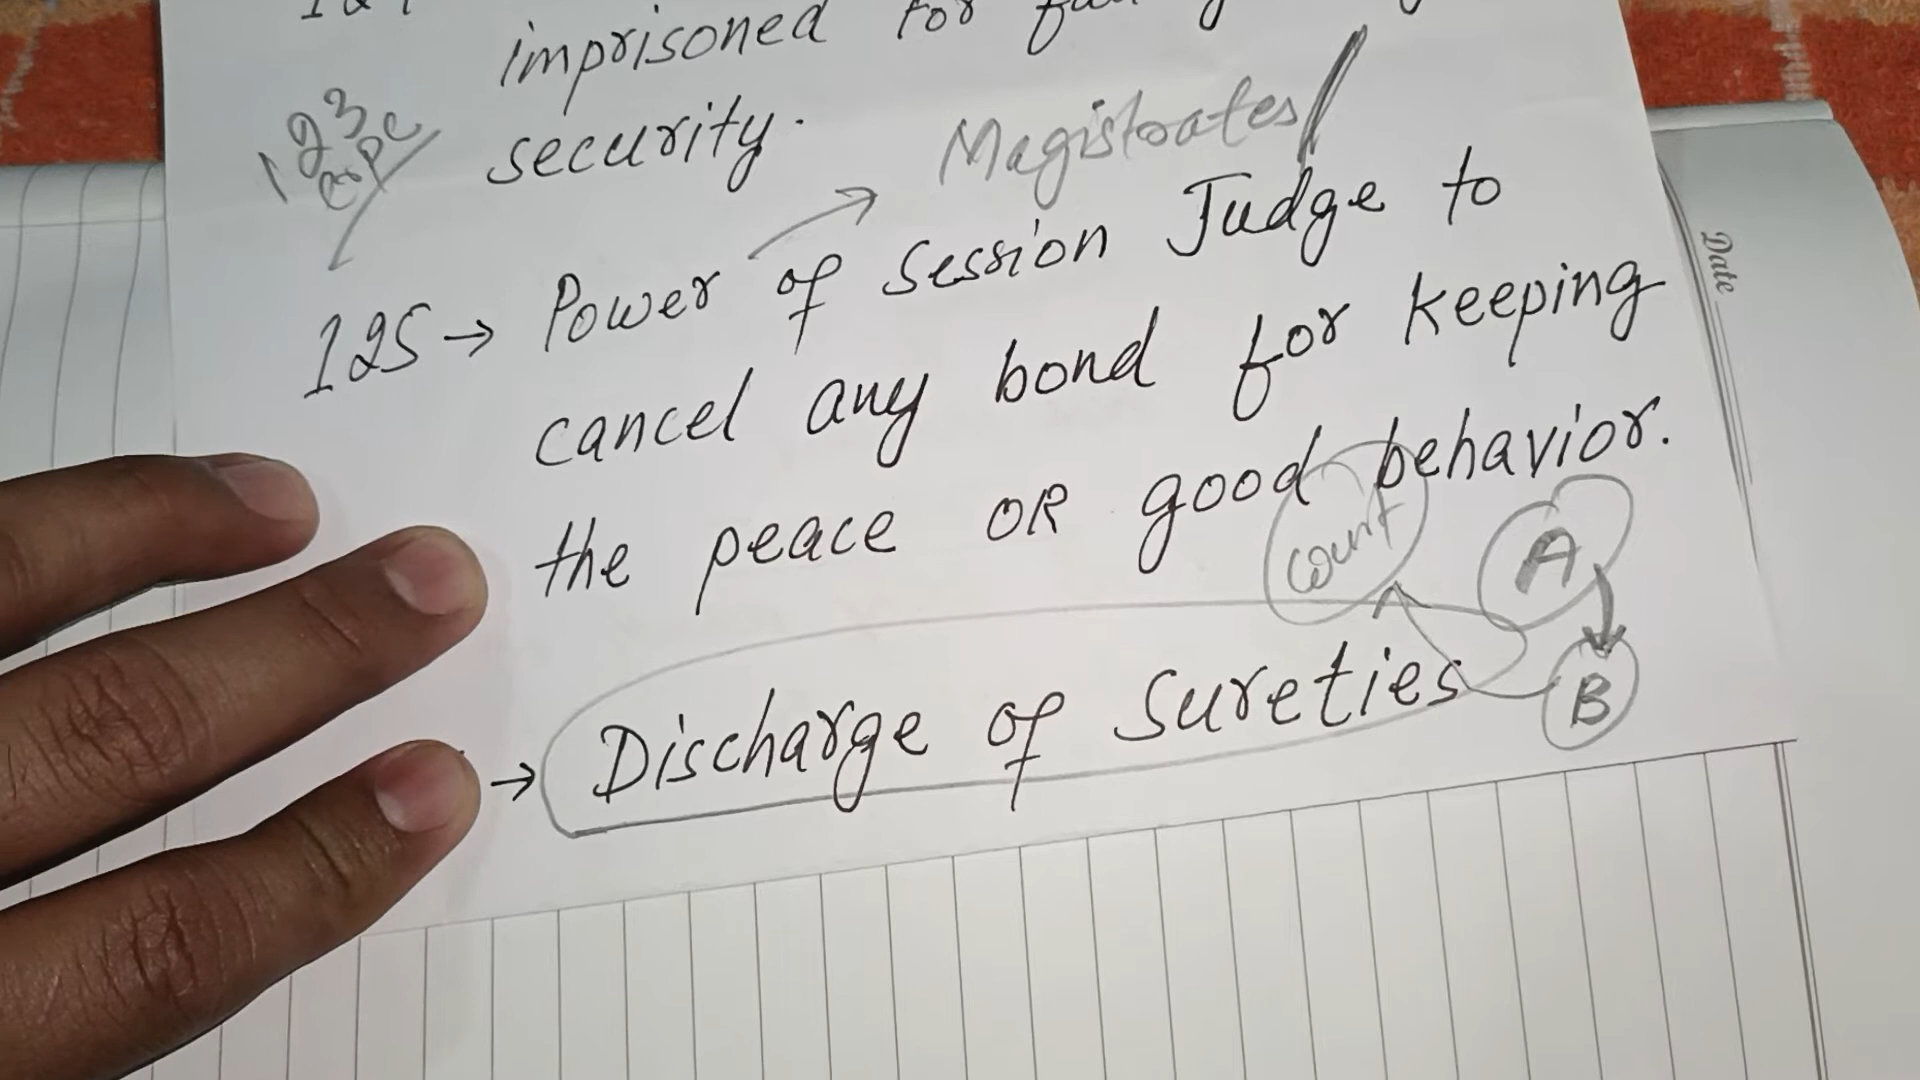 imprisoned for
security.
123
crpc
Magistrates
125 → Power of Session Judge to
cancel any bond for keeping
the peace OR good behavior.
court
A
B
→ Discharge of Sureties
Date